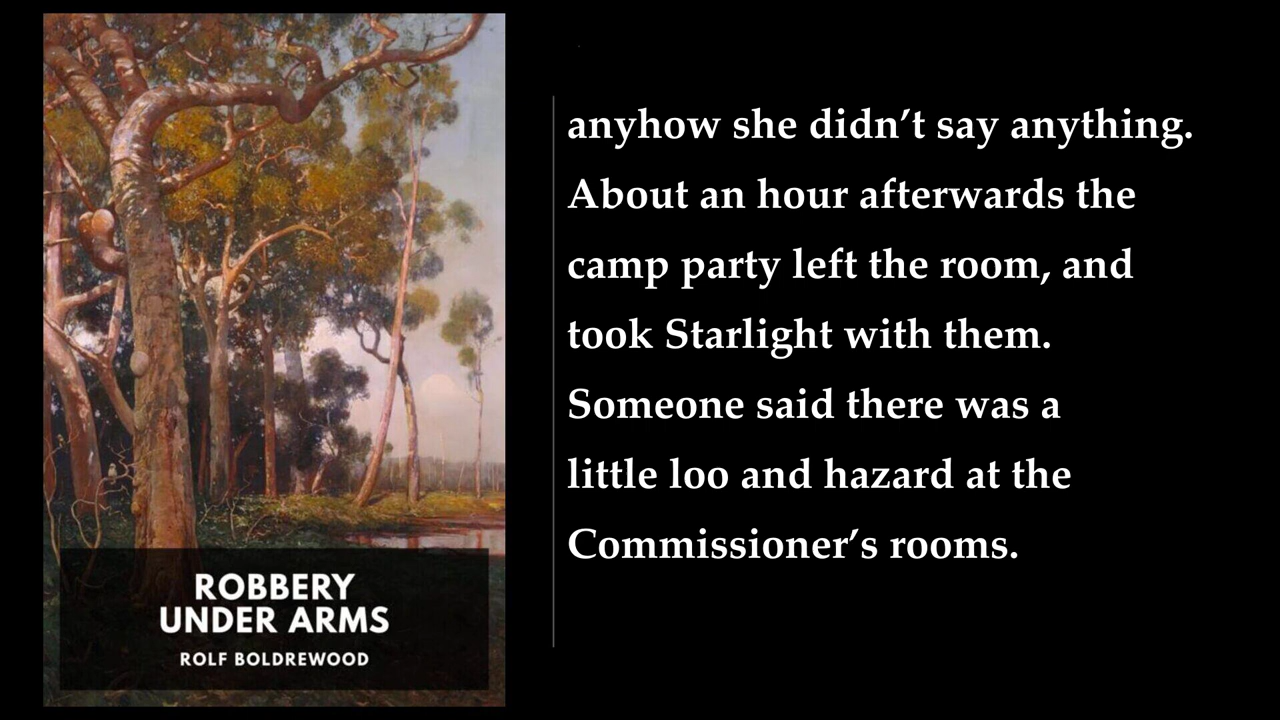 anyhow she didn’t say anything.
About an hour afterwards the
camp party left the room, and
took Starlight with them.
Someone said there was a
little loo and hazard at the
Commissioner’s rooms.
ROBBERY
UNDER ARMS
ROLF BOLDREWOOD